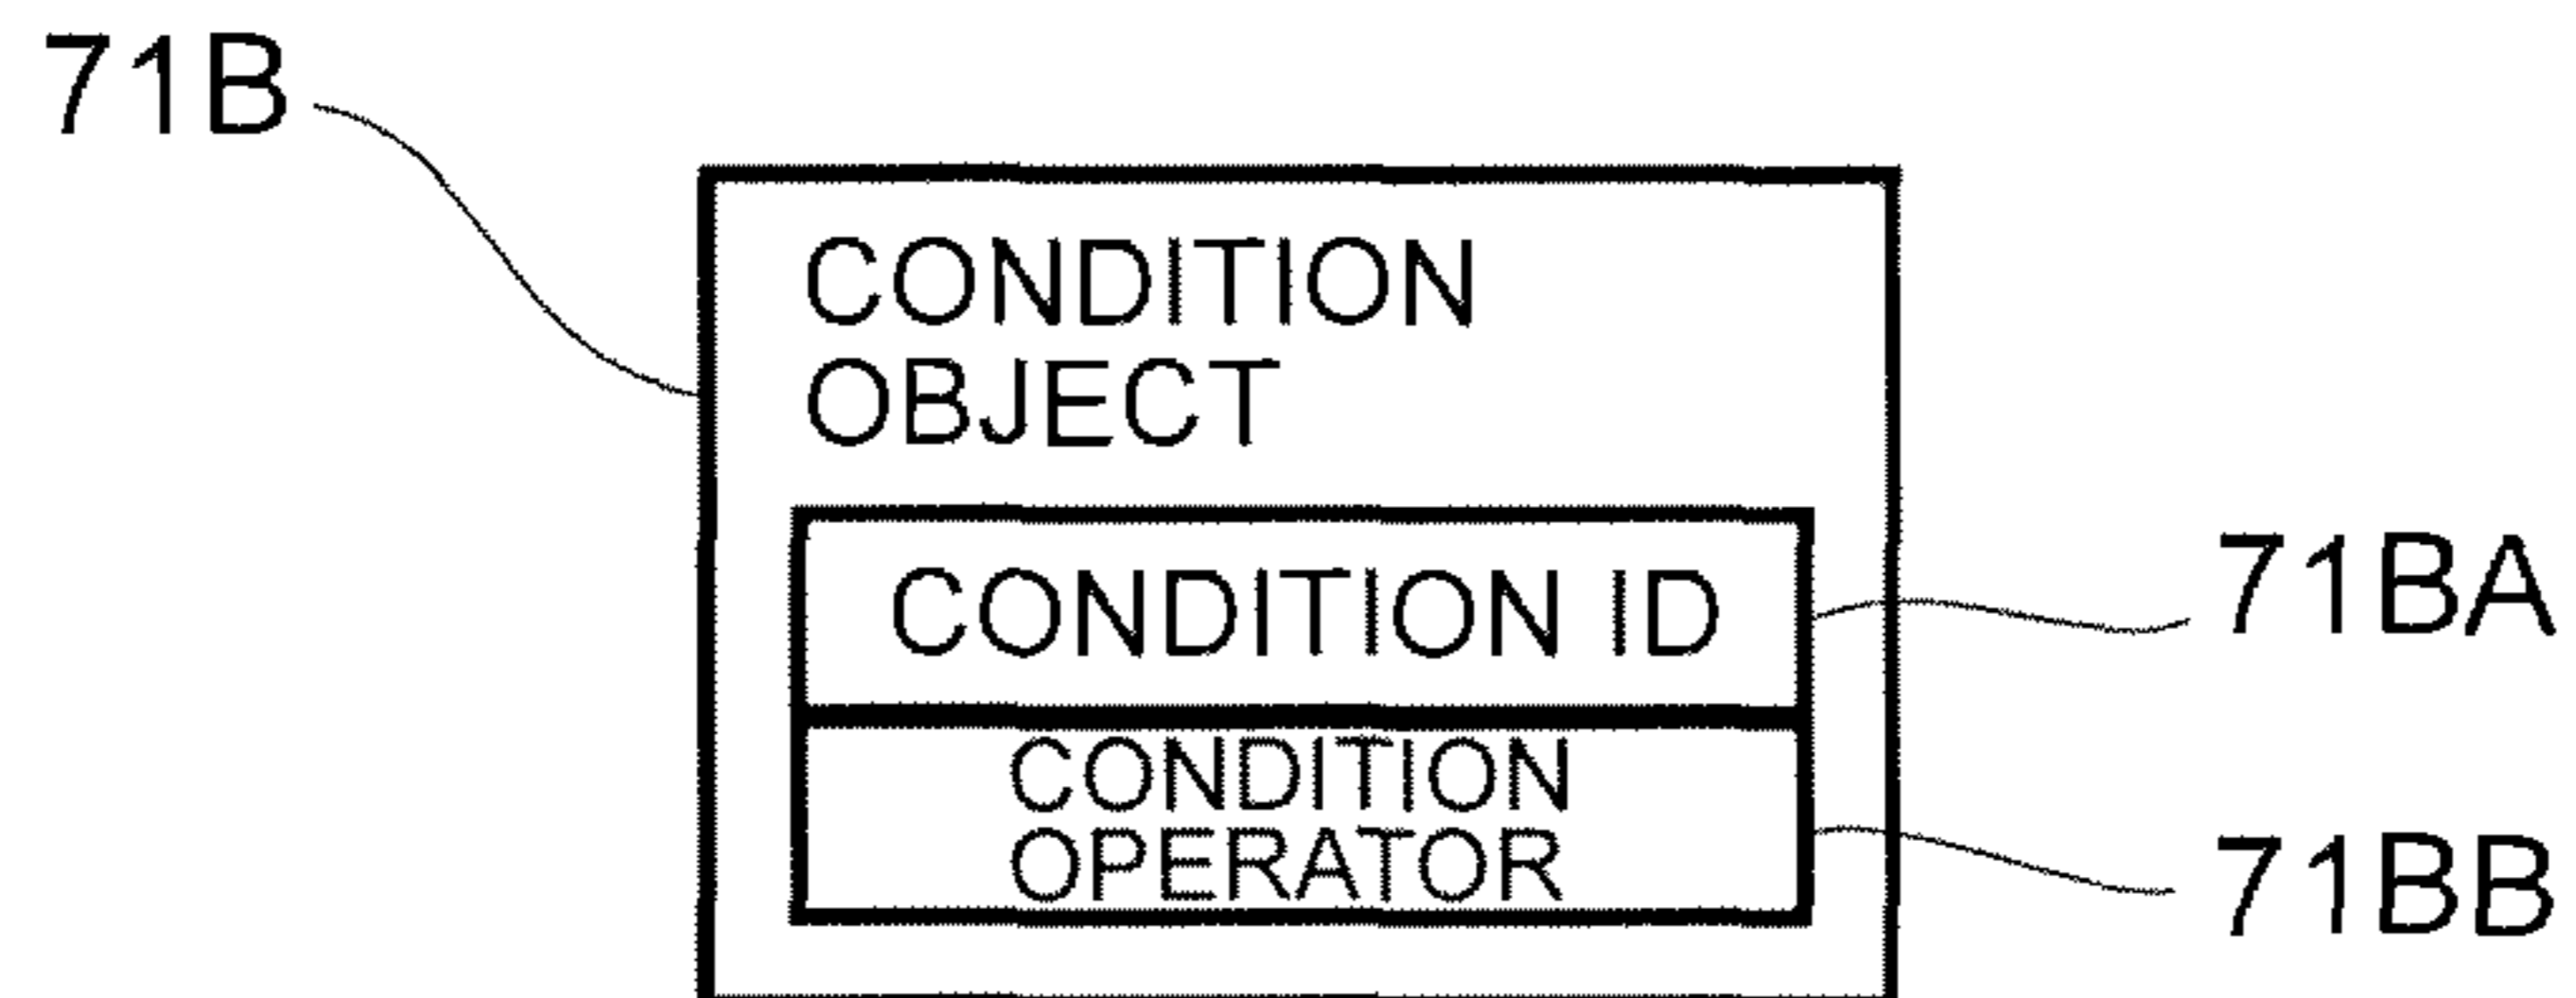 71B
CONDITION
OBJECT
CONDITION ID
71BA
CONDITION
OPERATOR
71BB